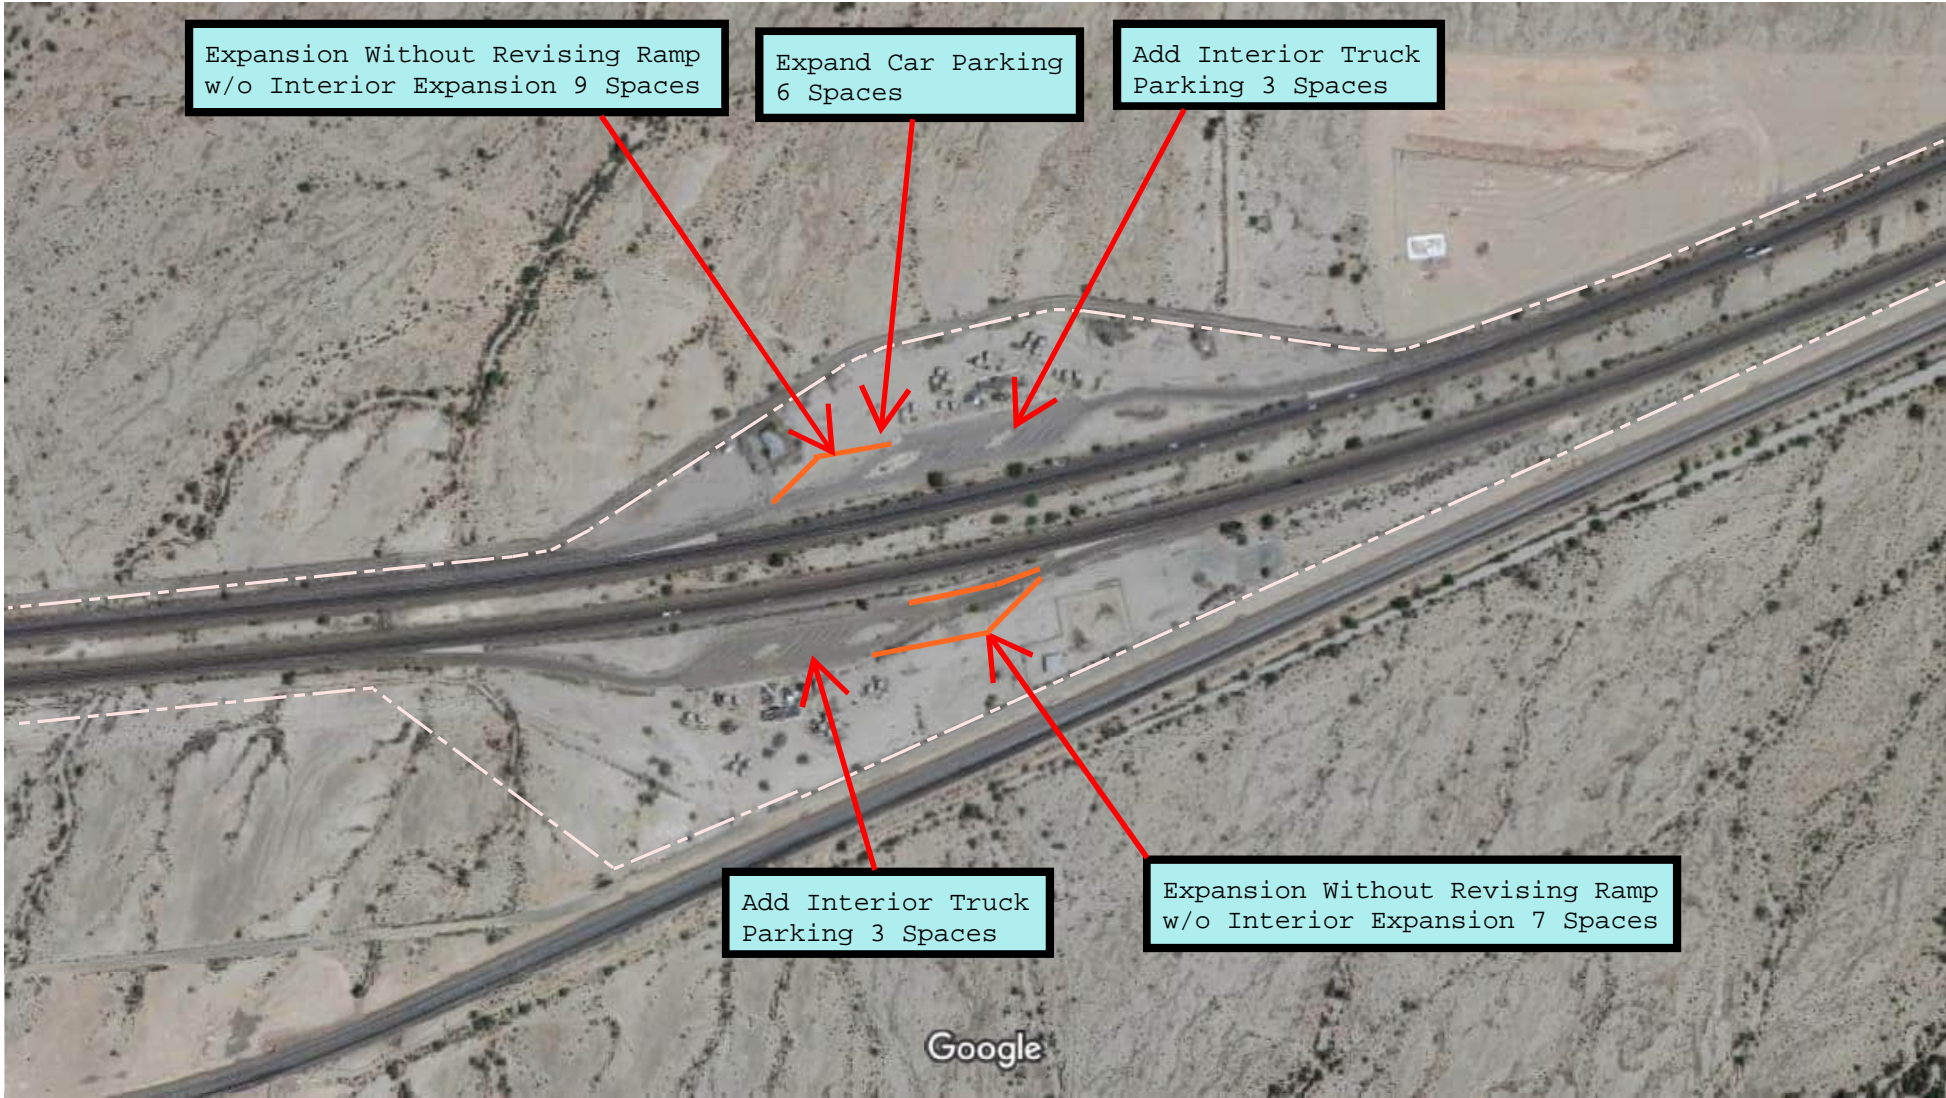 Expansion Without Revising Ramp
w/o Interior Expansion 9 Spaces
Expand Car Parking
6 Spaces
Add Interior Truck
Parking 3 Spaces
Add Interior Truck
Parking 3 Spaces
Expansion Without Revising Ramp
w/o Interior Expansion 7 Spaces
Google